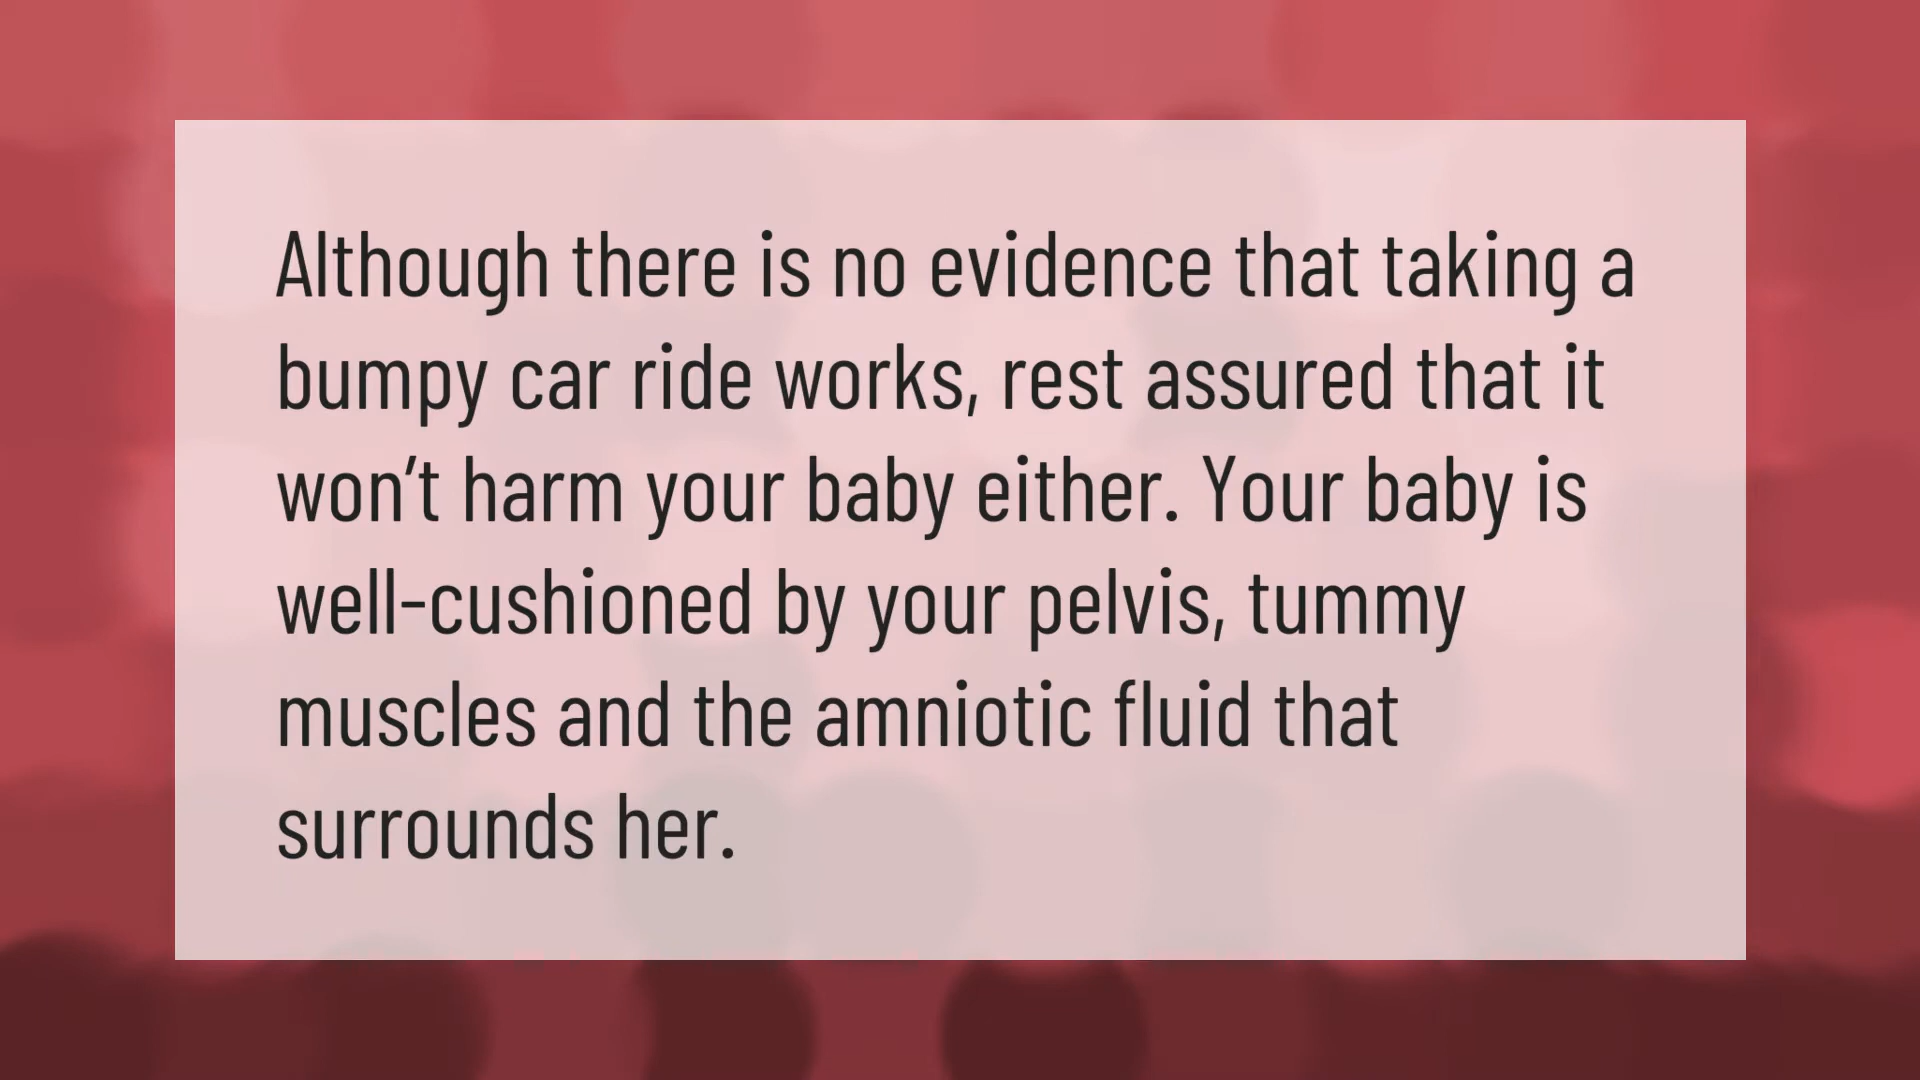 Although there is no evidence that taking a
bumpy car ride works, rest assured that it
won’t harm your baby either. Your baby is
well-cushioned by your pelvis, tummy
muscles and the amniotic fluid that
surrounds her.